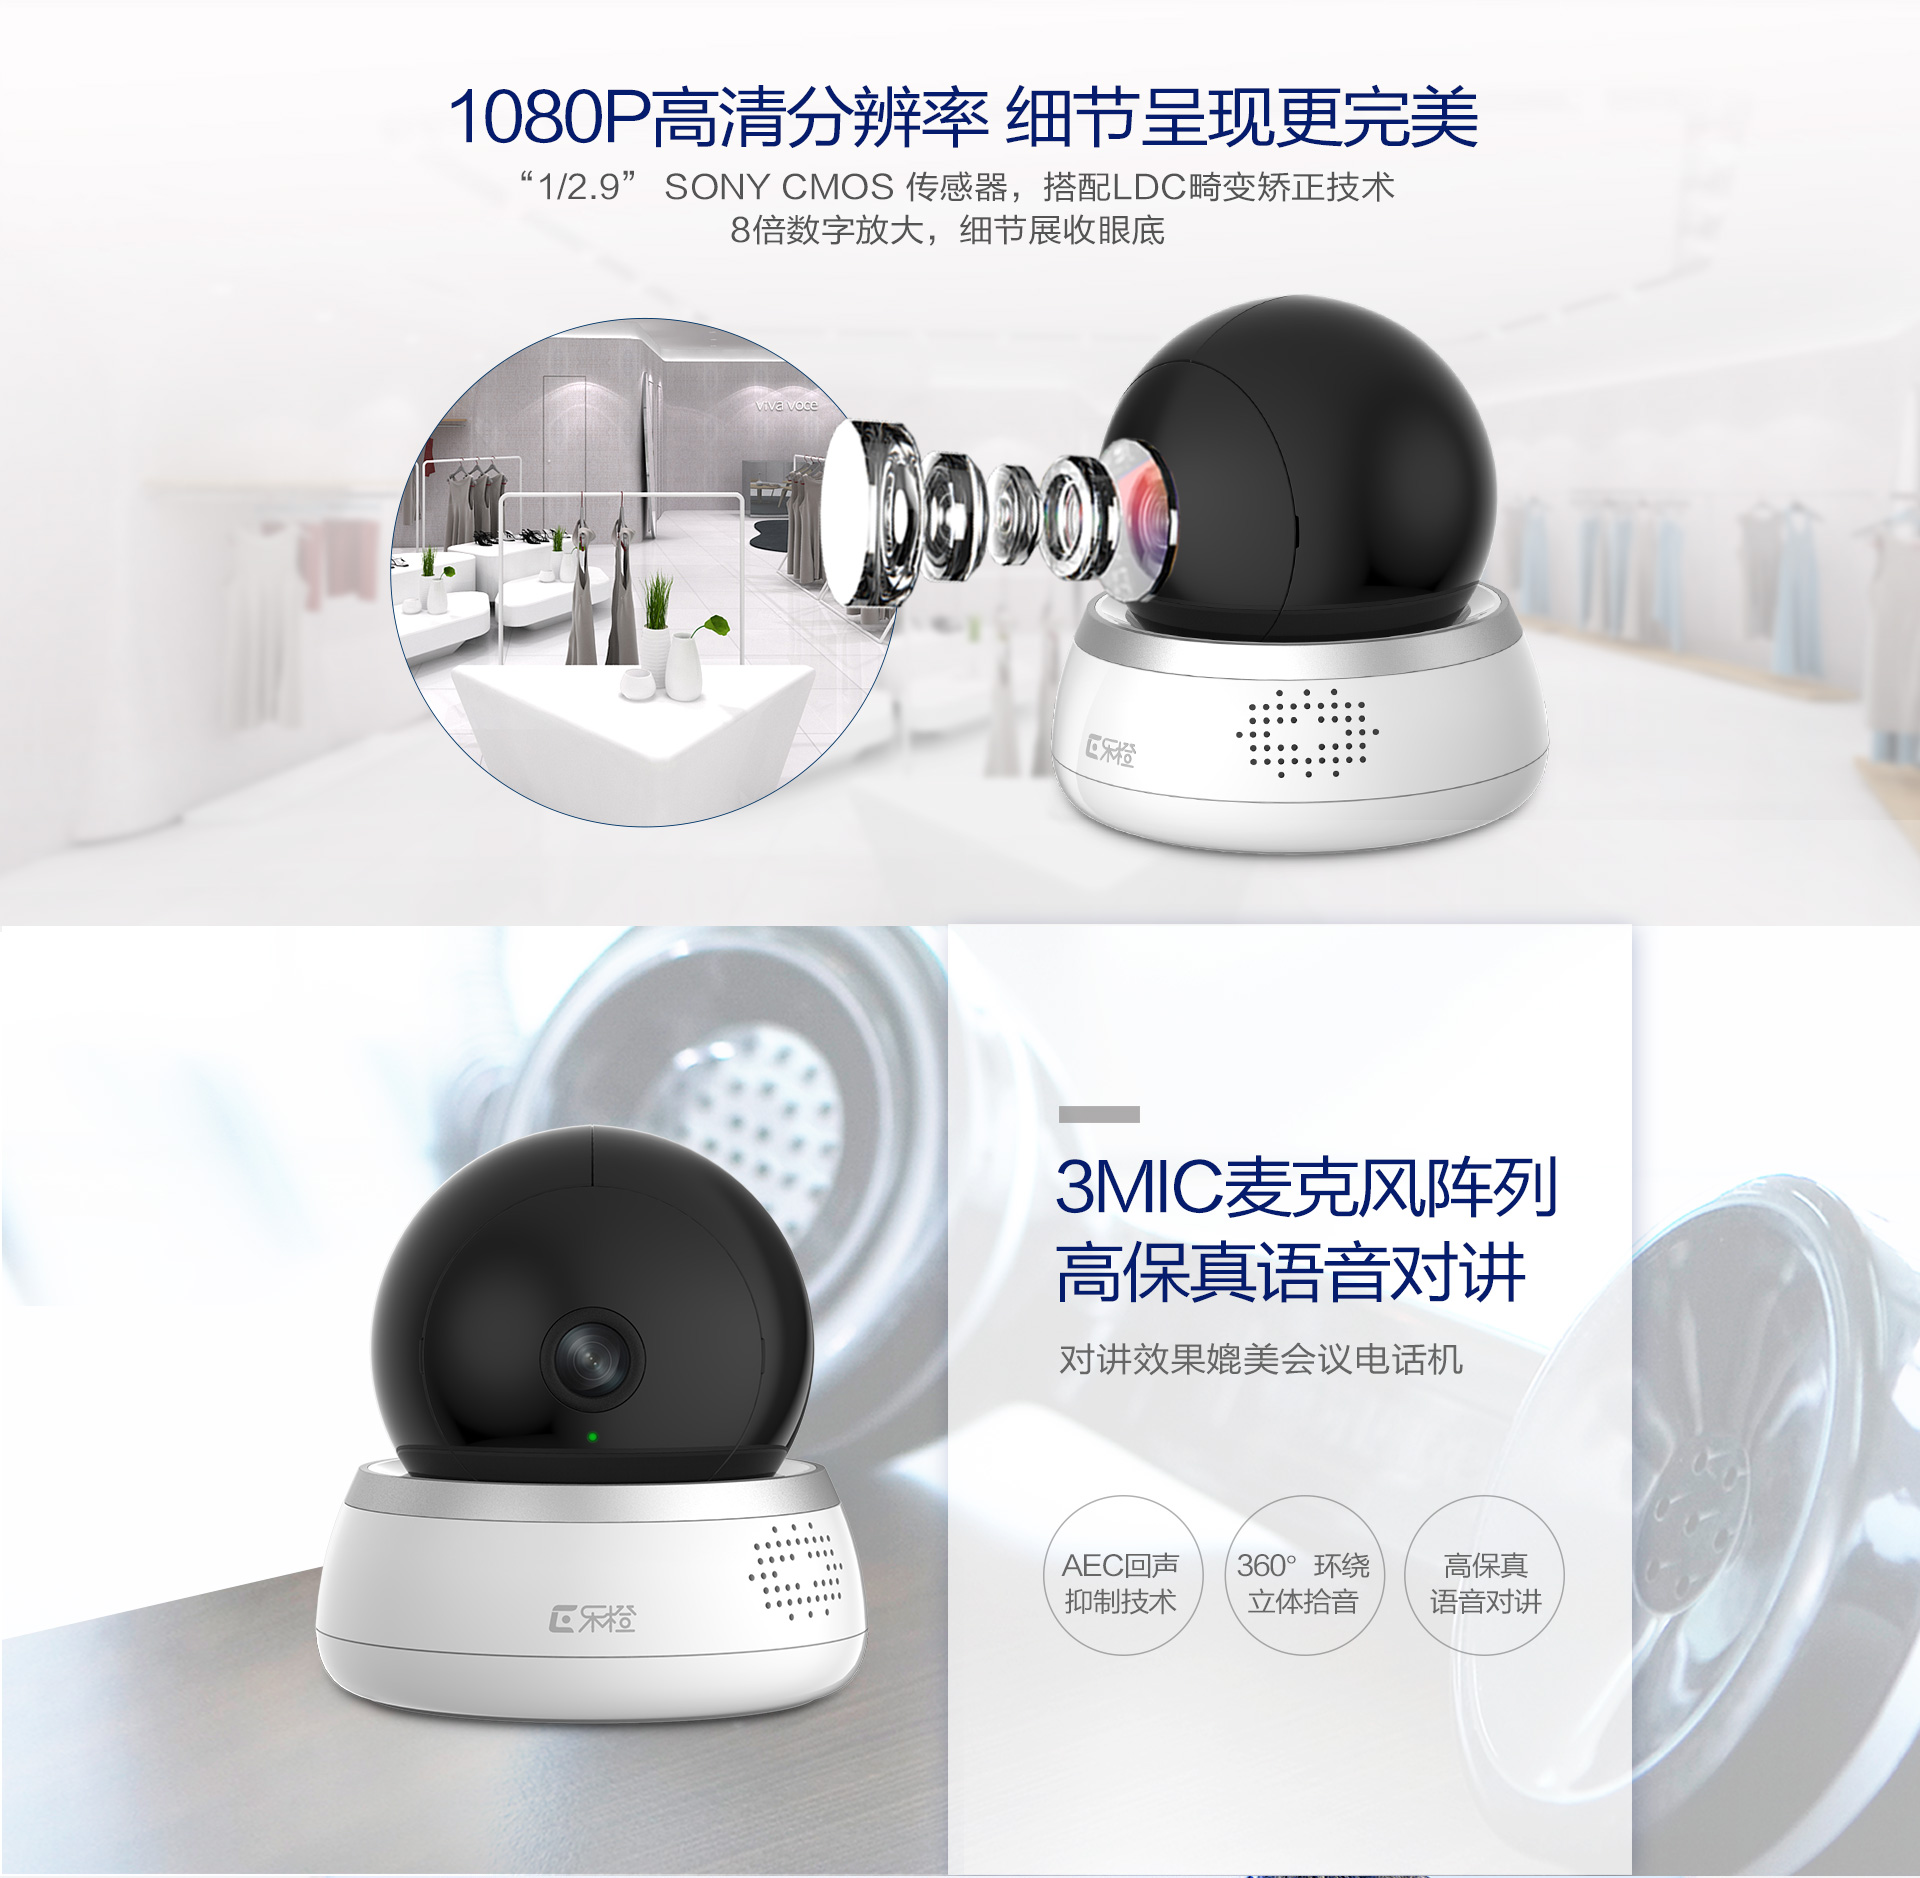 1080P高清分辨率 细节呈现更完美
“1/2.9” SONY CMOS 传感器，搭配LDC畸变矫正技术
8倍数字放大，细节展收眼底
Viva Voce
乐橙
3MIC麦克风阵列
高保真语音对讲
对讲效果媲美会议电话机
AEC回声
抑制技术
360° 环绕
立体拾音
高保真
语音对讲
乐橙